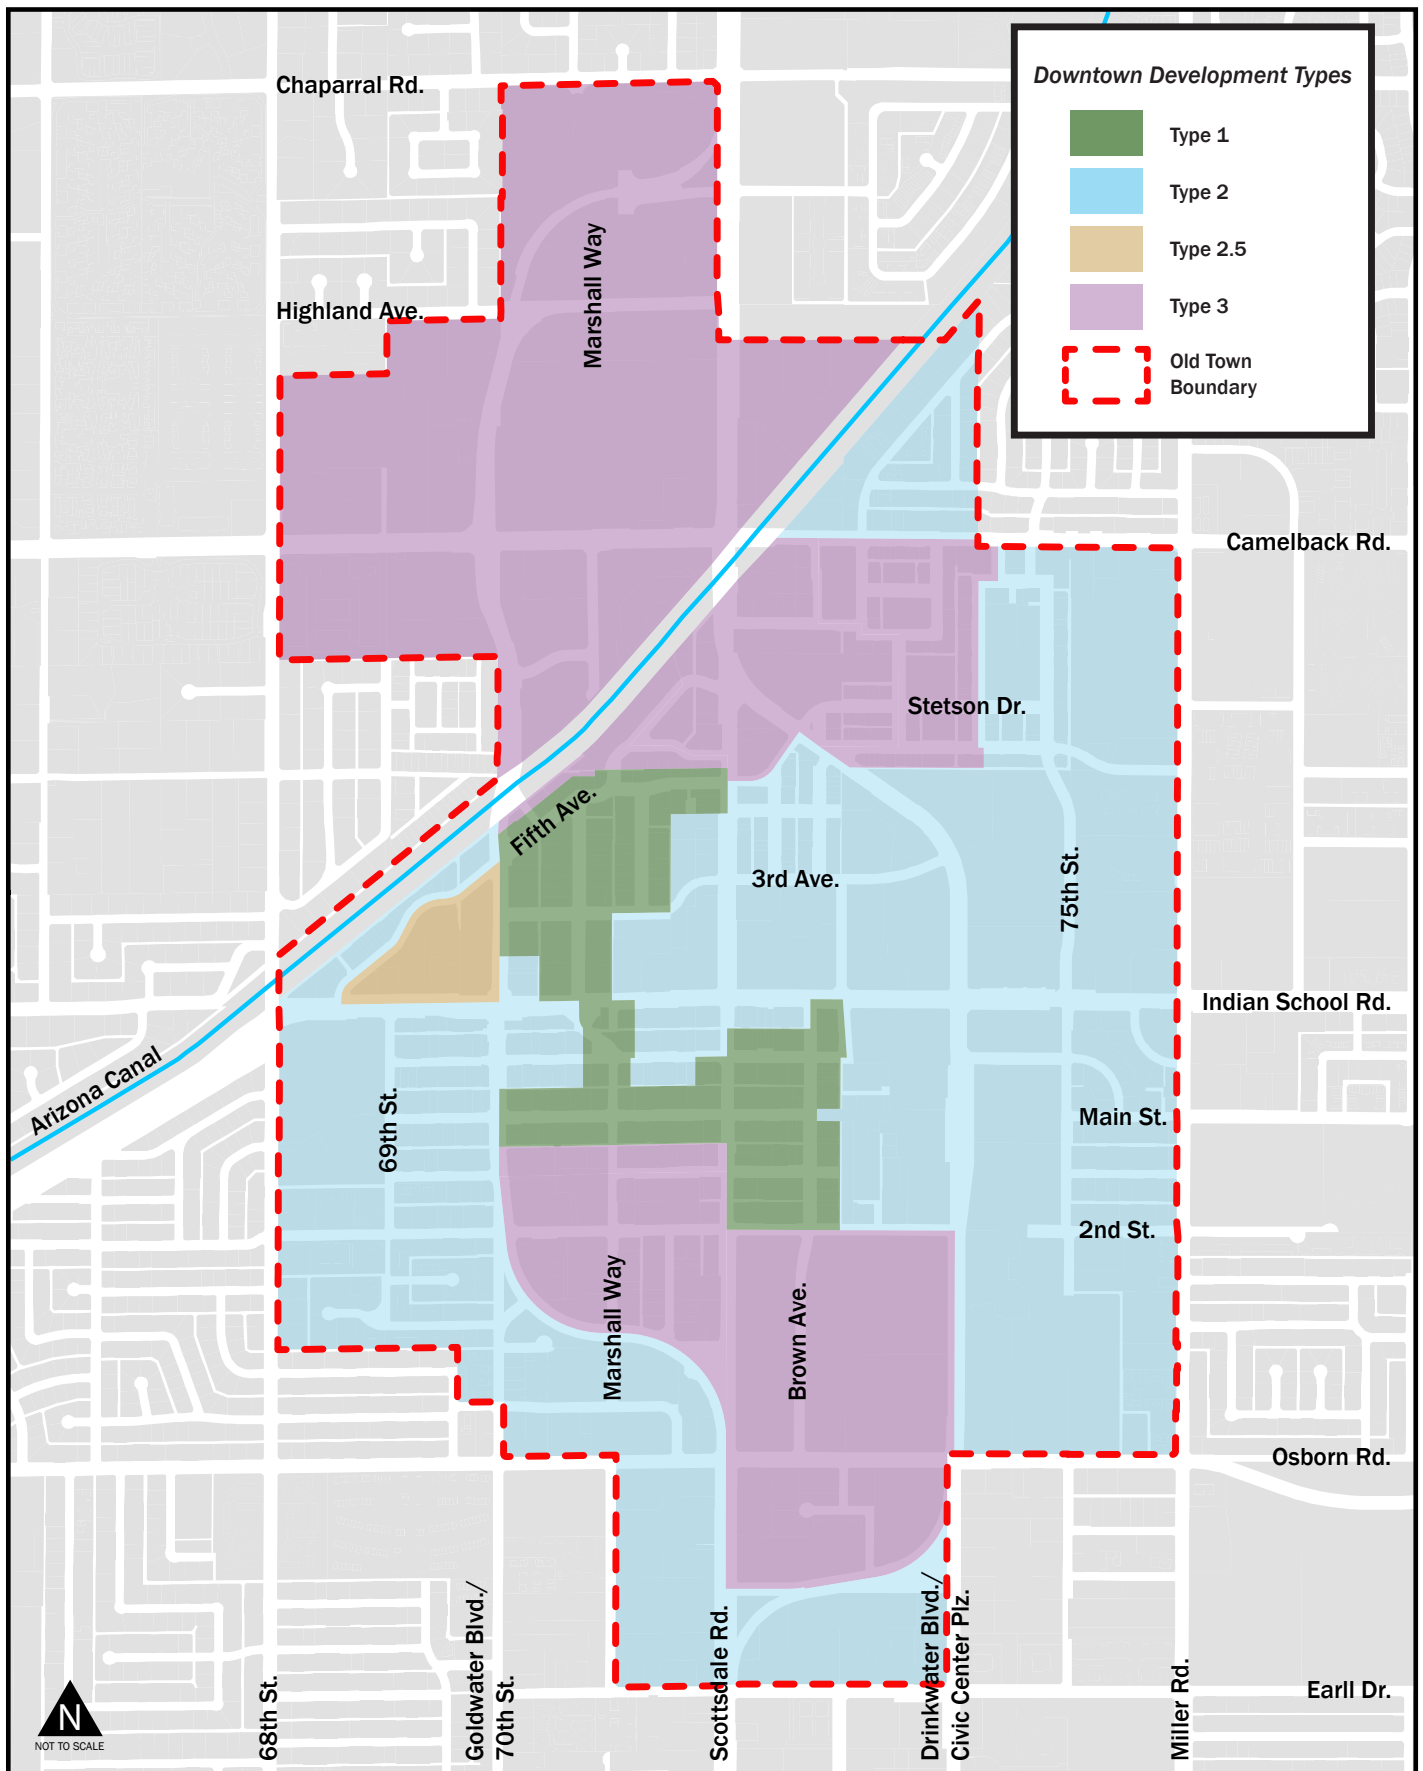 Downtown Development Types
Type 1
Type 2
Type 2.5
Type 3
Old Town
Boundary
Chaparral Rd.
Marshall Way
Highland Ave.
Camelback Rd.
Stetson Dr.
Fifth Ave.
3rd Ave.
75th St.
Indian School Rd.
Arizona Canal
69th St.
Main St.
2nd St.
Marshall Way
Brown Ave.
Osborn Rd.
68th St.
Goldwater Blvd./
70th St.
Scottsdale Rd.
Drinkwater Blvd./
Civic Center Plz.
Miller Rd.
Earll Dr.
N
NOT TO SCALE